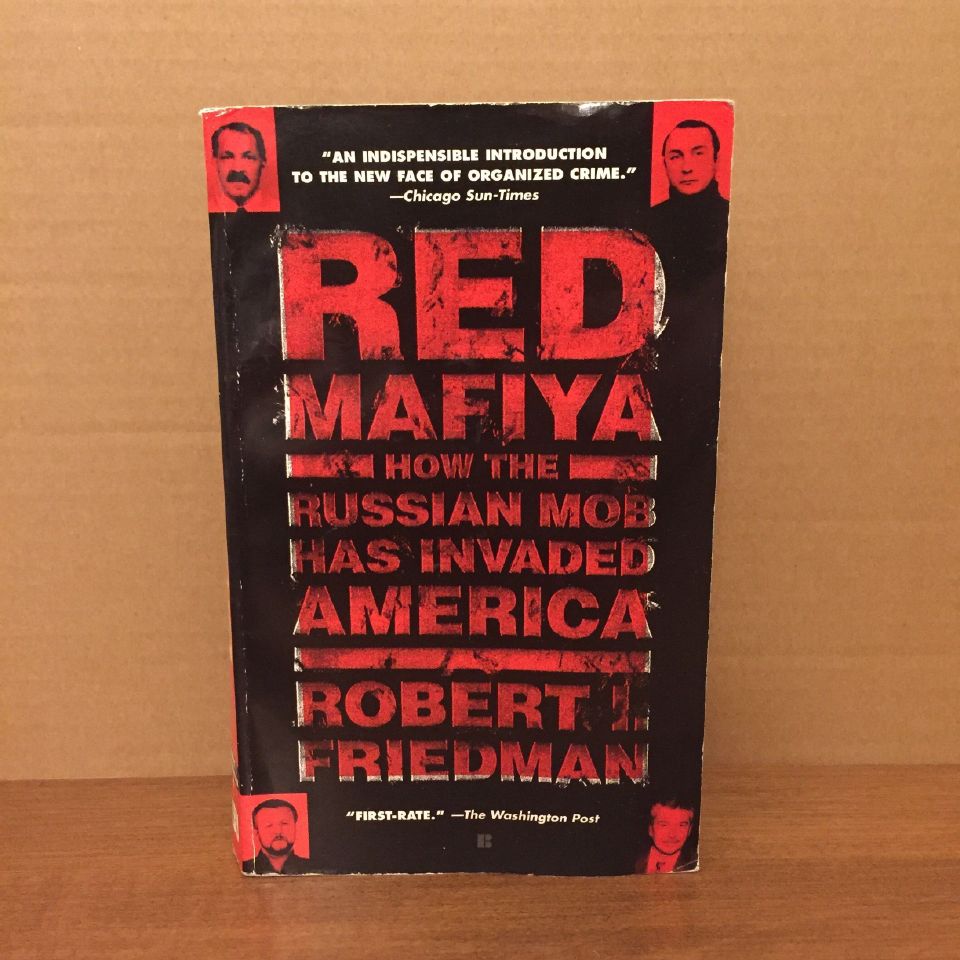 "AN INDISPENSIBLE INTRODUCTION
TO THE NEW FACE OF ORGANIZED CRIME."
—Chicago Sun-Times
RED
MAFIYA
HOW THE
RUSSIAN MOB
HAS INVADED
AMERICA
ROBERT I.
FRIEDMAN
"FIRST-RATE." —The Washington Post
B